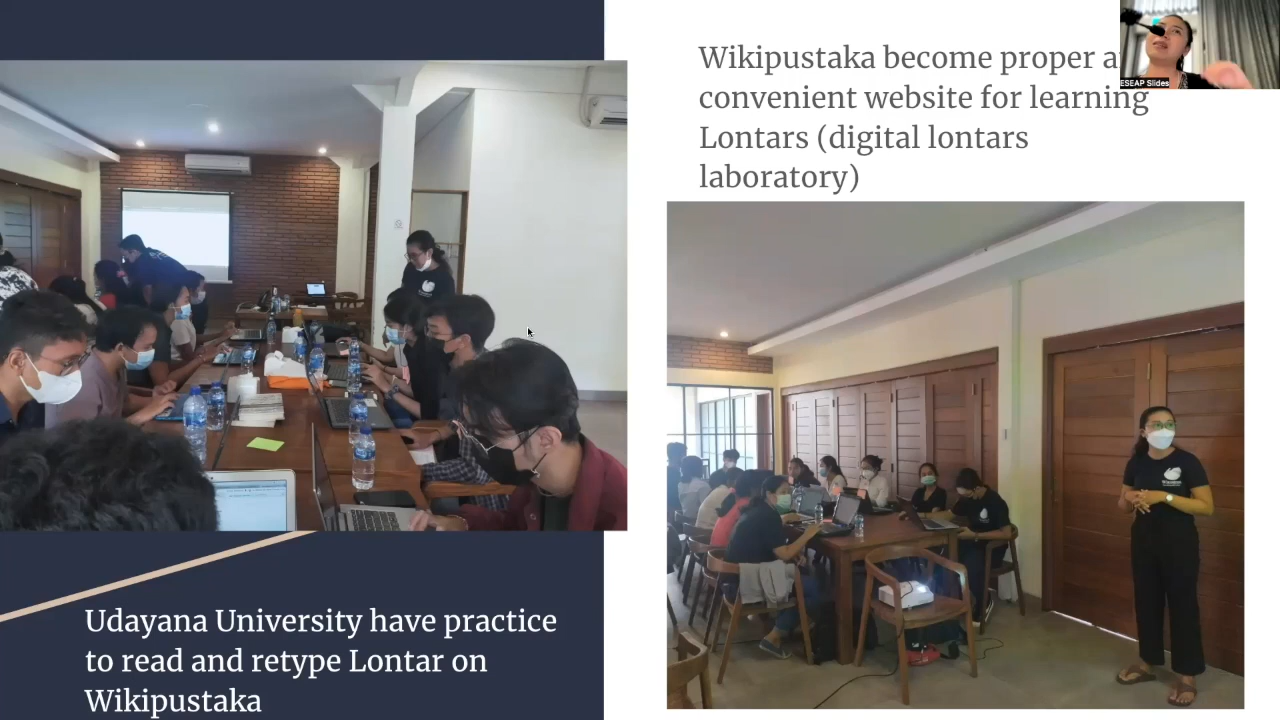 Wikipustaka become proper a
convenient website for learning
Lontars (digital lontars
laboratory)
ESEAP Slides
Udayana University have practice
to read and retype Lontar on
Wikipustaka